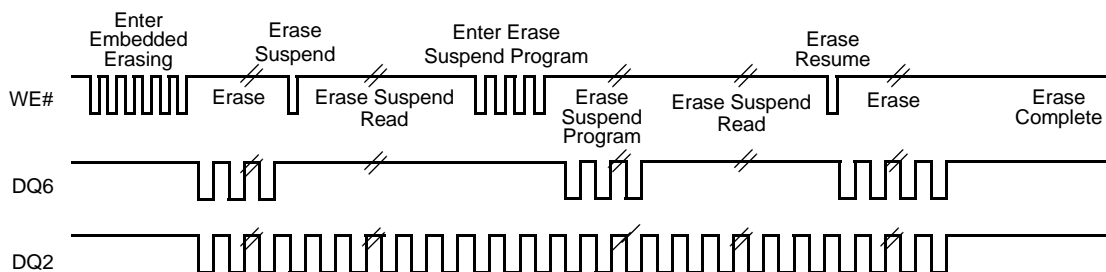 Enter
Embedded
Erasing
Erase
Suspend
Enter Erase
Suspend Program
Erase
Resume
WE#
Erase
Erase Suspend
Read
Erase
Suspend
Program
Erase Suspend
Read
Erase
Erase
Complete
DQ6
DQ2